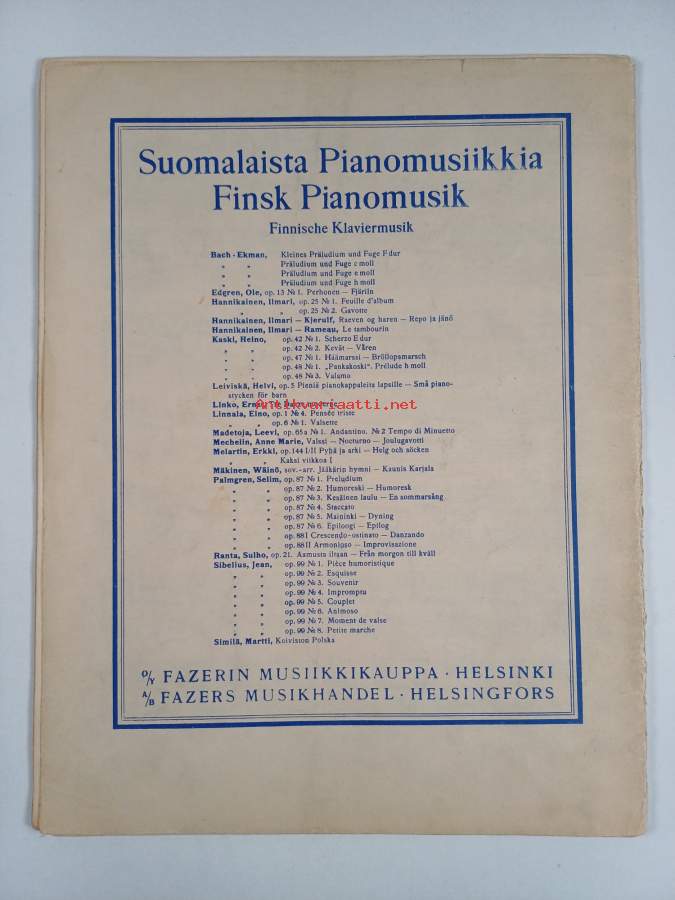 Suomalaista Pianomusiikkia
Finsk Pianomusik
Finnische Klaviermusik
Bach - Ekman, Kleines Präludium und Fuge F dur
„ „ Präludium und Fuge c moll
„ „ Präludium und Fuge e moll
„ „ Präludium und Fuge h moll
Edgren, Ole, op. 13 № 1. Perhonen — Fjäriln
Hannikainen, Ilmari, op. 25 № 1. Feuille d'album
„ „ op. 25 № 2. Gavotte
Hannikainen, Ilmari — Kjerulf, Raeven og haren — Repo ja jänö
Hannikainen, Ilmari — Rameau, Le tambourin
Kaski, Heino, op. 42 № 1. Scherzo E dur
„ „ op. 42 № 2. Kevät — Våren
„ „ op. 47 № 1. Häämarssi — Bröllopsmarsch
„ „ op. 48 № 1. „Pankakoski". Prélude h moll
„ „ op. 48 № 3. Valamo
Leiviskä, Helvi, op. 5 Pieniä pianokappaleita lapsille — Små piano-
stycken för barn
Linko, Ernst,
antikvariaatti.net
Linnala, Eino, op. 1 № 4. Pensée triste
„ „ op. 6 № 1. Valsette
Madetoja, Leevi, op. 65a № 1. Andantino. № 2 Tempo di Minuetto
Mechelin, Anne Marie, Valssi — Nocturno — Joulugavotti
Melartin, Erkki, op. 144 I/II Pyhä ja arki — Helg och söcken
„ „ Kaksi viikkoa I
Mäkinen, Wäinö, sov.-arr. Jääkärin hymni — Kaunis Karjala
Palmgren, Selim, op. 87 № 1. Preludium
„ „ op. 87 № 2. Humoreski — Humoresk
„ „ op. 87 № 3. Kesäinen laulu — En sommarsång
„ „ op. 87 № 4. Staccato
„ „ op. 87 № 5. Maininki — Dyning
„ „ op. 87 № 6. Epiloogi — Epilog
„ „ op. 88 I Crescendo-ostinato — Danzando
„ „ op. 88 II Armonioso — Improvisazione
Ranta, Sulho, op. 21. Aamusta iltaan — Från morgon till kväll
Sibelius, Jean, op. 99 № 1. Pièce humoristique
„ „ op. 99 № 2. Esquisse
„ „ op. 99 № 3. Souvenir
„ „ op. 99 № 4. Impromptu
„ „ op. 99 № 5. Couplet
„ „ op. 99 № 6. Animoso
„ „ op. 99 № 7. Moment de valse
„ „ op. 99 № 8. Petite marche
Similä, Martti, Koiviston Polska
O/Y FAZERIN MUSIIKKIKAUPPA · HELSINKI
A/B FAZERS MUSIKHANDEL · HELSINGFORS